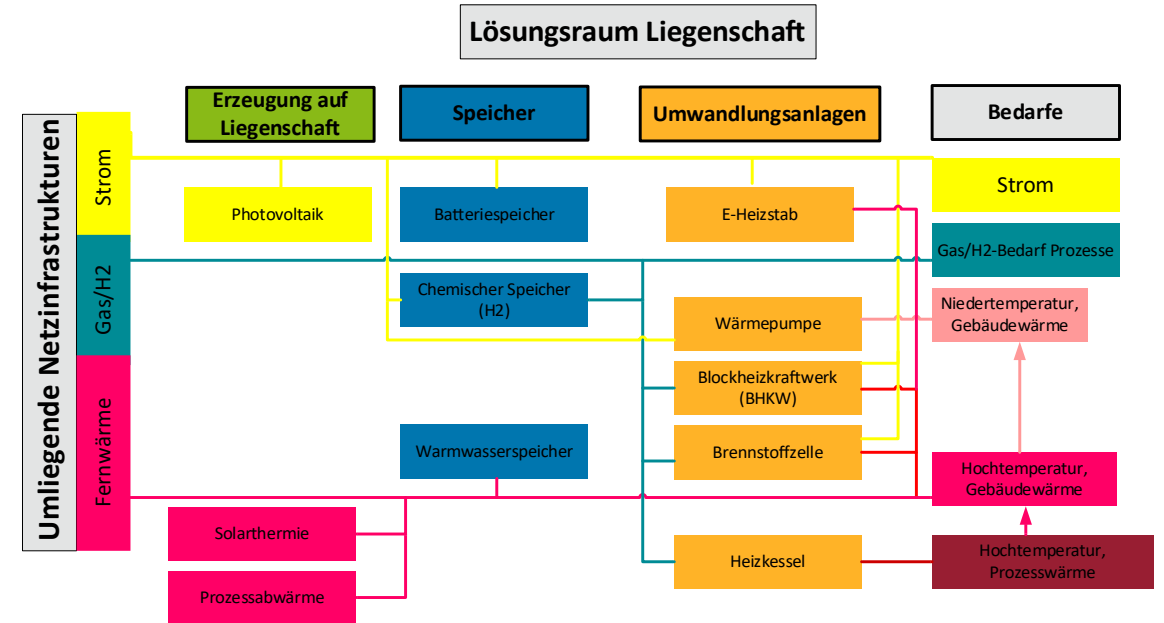 Lösungsraum Liegenschaft
Erzeugung auf
Liegenschaft
Speicher
Umwandlungsanlagen
Bedarfe
Umliegende Netzinfrastrukturen
Strom
Gas/H2
Fernwärme
Photovoltaik
Batteriespeicher
E-Heizstab
Strom
Gas/H2-Bedarf Prozesse
Chemischer Speicher
(H2)
Wärmepumpe
Niedertemperatur,
Gebäudewärme
Blockheizkraftwerk
(BHKW)
Warmwasserspeicher
Brennstoffzelle
Hochtemperatur,
Gebäudewärme
Solarthermie
Heizkessel
Hochtemperatur,
Prozesswärme
Prozessabwärme